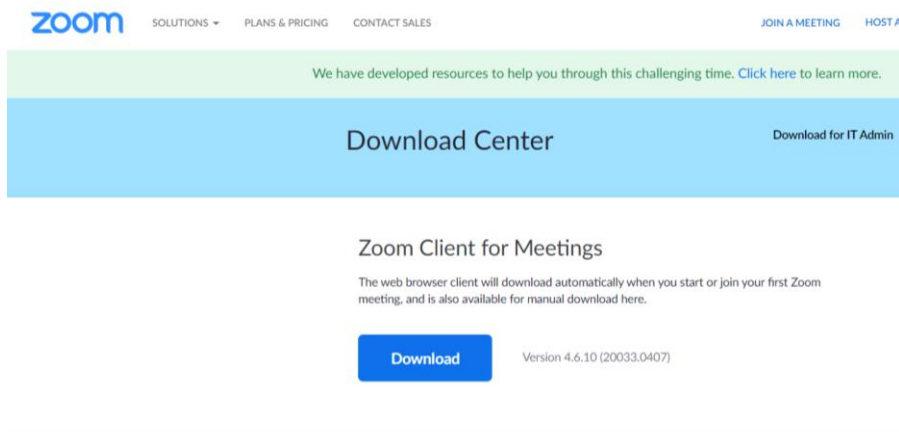 zoom SOLUTIONS PLANS & PRICING CONTACT SALES JOIN A MEETING HOST A
We have developed resources to help you through this challenging time. Click here to learn more.
Download Center Download for IT Admin
Zoom Client for Meetings
The web browser client will download automatically when you start or join your first Zoom
meeting, and is also available for manual download here.
Download Version 4.6.10 (20033.0407)